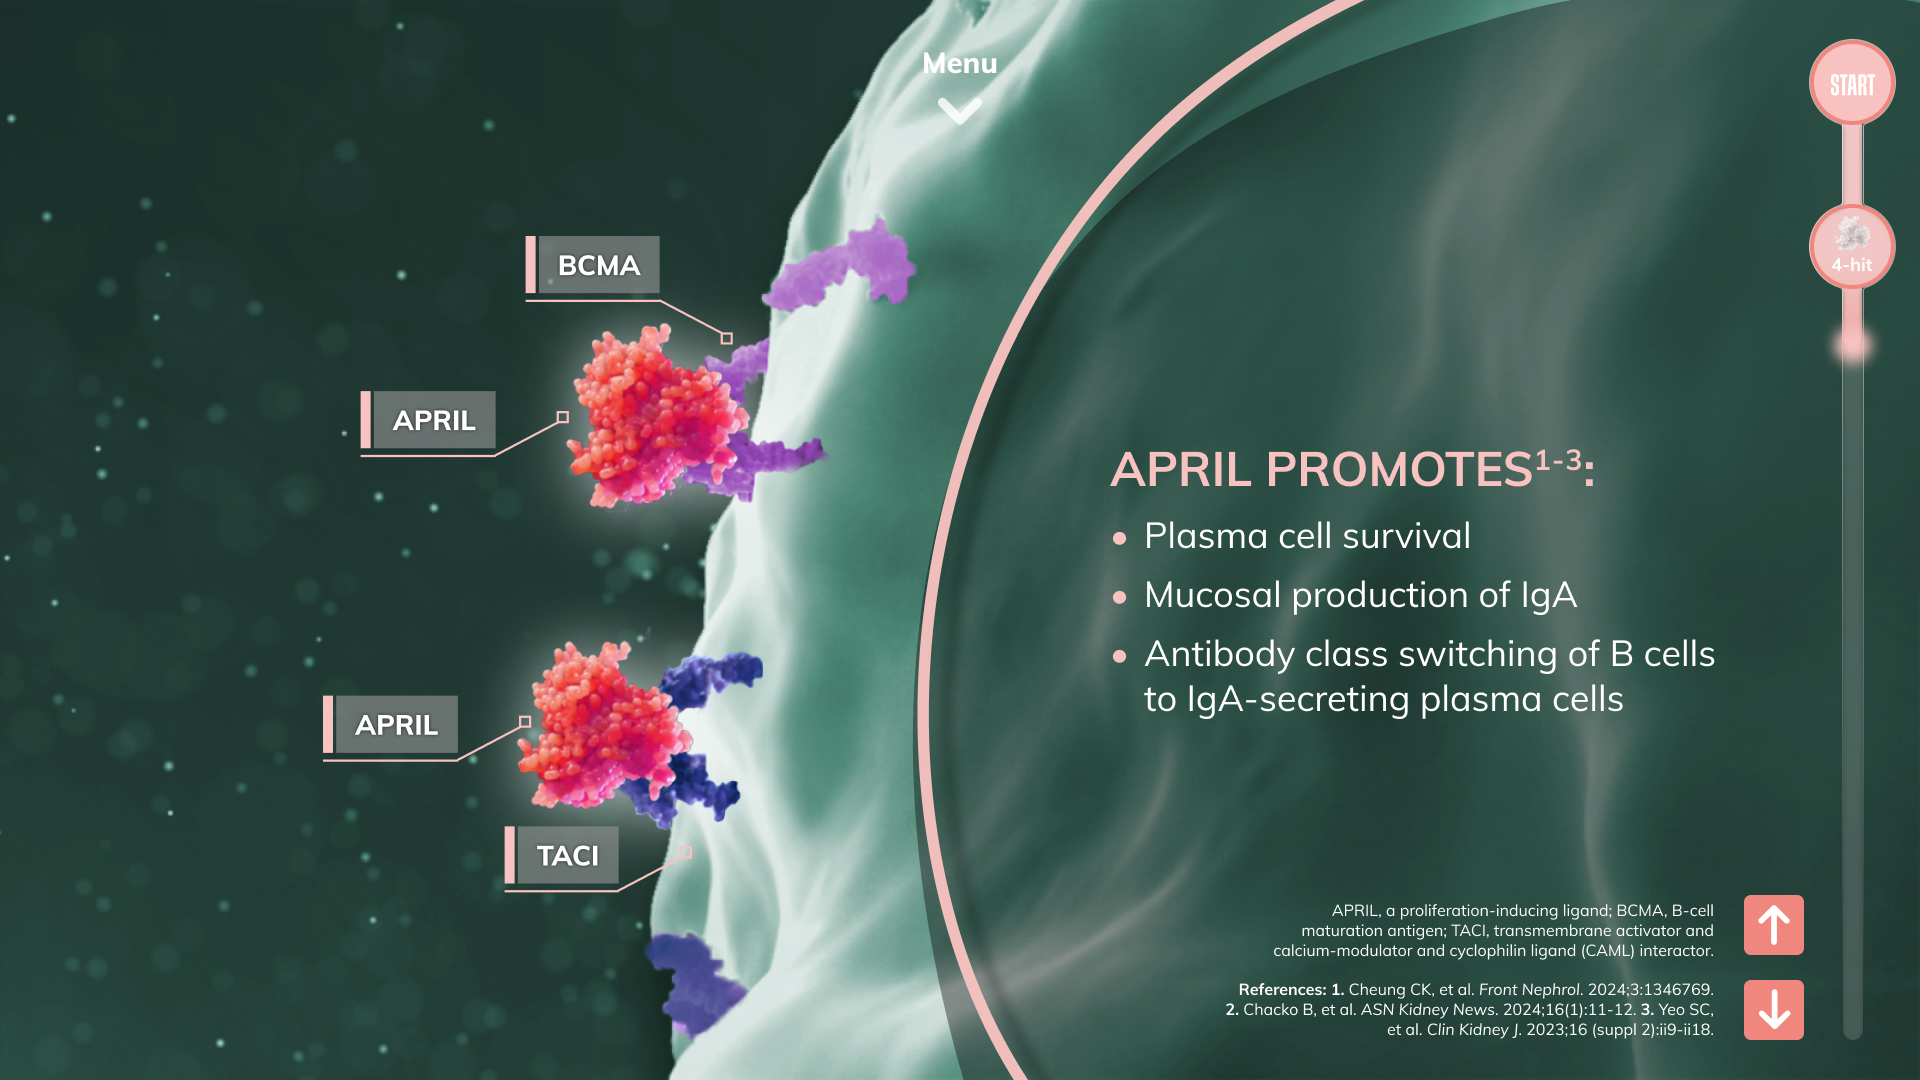 Menu
START
4-hit
BCMA
APRIL
APRIL
TACI
APRIL PROMOTES1-3:
• Plasma cell survival
• Mucosal production of IgA
• Antibody class switching of B cells
to IgA-secreting plasma cells
APRIL, a proliferation-inducing ligand; BCMA, B-cell
maturation antigen; TACI, transmembrane activator and
calcium-modulator and cyclophilin ligand (CAML) interactor.
References: 1. Cheung CK, et al. Front Nephrol. 2024;3:1346769.
2. Chacko B, et al. ASN Kidney News. 2024;16(1):11-12. 3. Yeo SC,
et al. Clin Kidney J. 2023;16 (suppl 2):ii9-ii18.